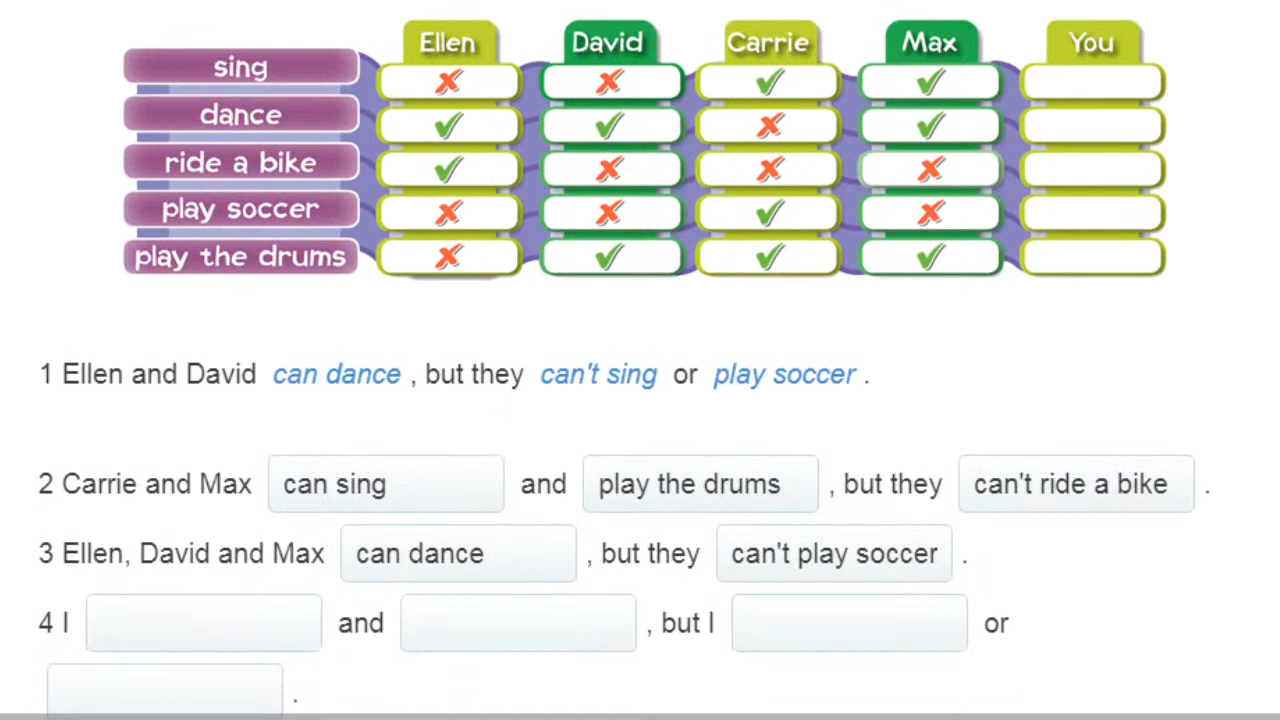 Ellen David Carrie Max You
sing
dance
ride a bike
play soccer
play the drums
1 Ellen and David can dance , but they can't sing or play soccer .
2 Carrie and Max can sing and play the drums , but they can't ride a bike .
3 Ellen, David and Max can dance , but they can't play soccer .
4 I and , but I or
.